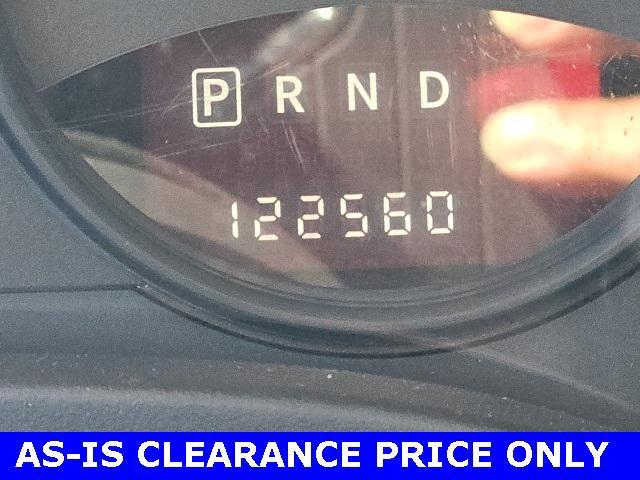 P R N D
122560
AS-IS CLEARANCE PRICE ONLY